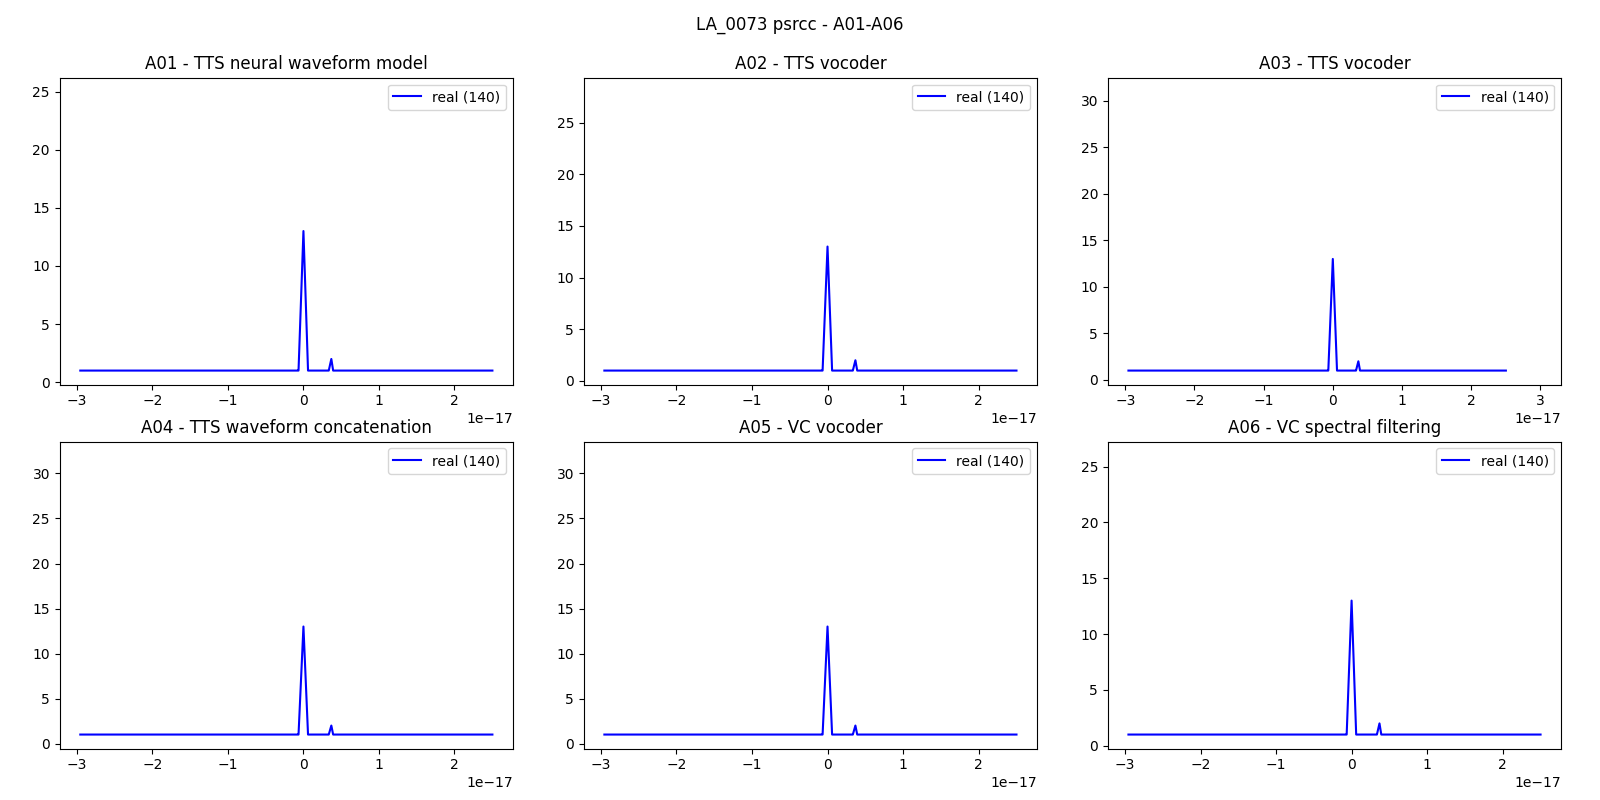 LA_0073 psrcc - A01-A06
A01 - TTS neural waveform model
real (140)
25
20
15
10
5
0
−3 −2 −1 0 1 2
1e−17
A02 - TTS vocoder
real (140)
25
20
15
10
5
0
−3 −2 −1 0 1 2
1e−17
A03 - TTS vocoder
real (140)
30
25
20
15
10
5
0
−3 −2 −1 0 1 2 3
1e−17
A04 - TTS waveform concatenation
real (140)
30
25
20
15
10
5
0
−3 −2 −1 0 1 2
1e−17
A05 - VC vocoder
real (140)
30
25
20
15
10
5
0
−3 −2 −1 0 1 2
1e−17
A06 - VC spectral filtering
real (140)
25
20
15
10
5
0
−3 −2 −1 0 1 2
1e−17